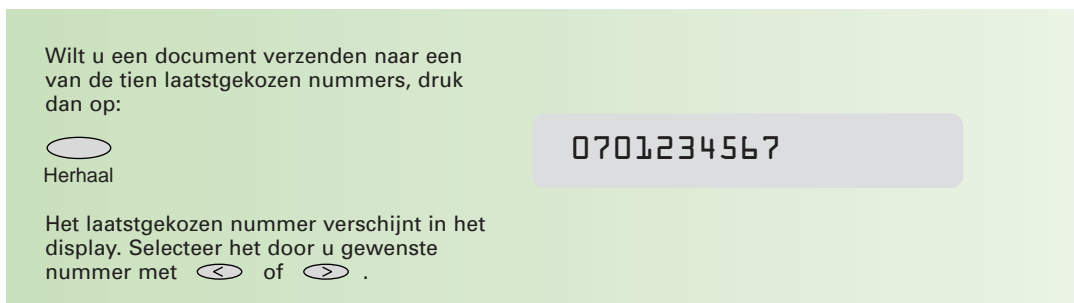 Wilt u een document verzenden naar een
van de tien laatstgekozen nummers, druk
dan op:
Herhaal
0701234567
Het laatstgekozen nummer verschijnt in het
display. Selecteer het door u gewenste
nummer met < of > .